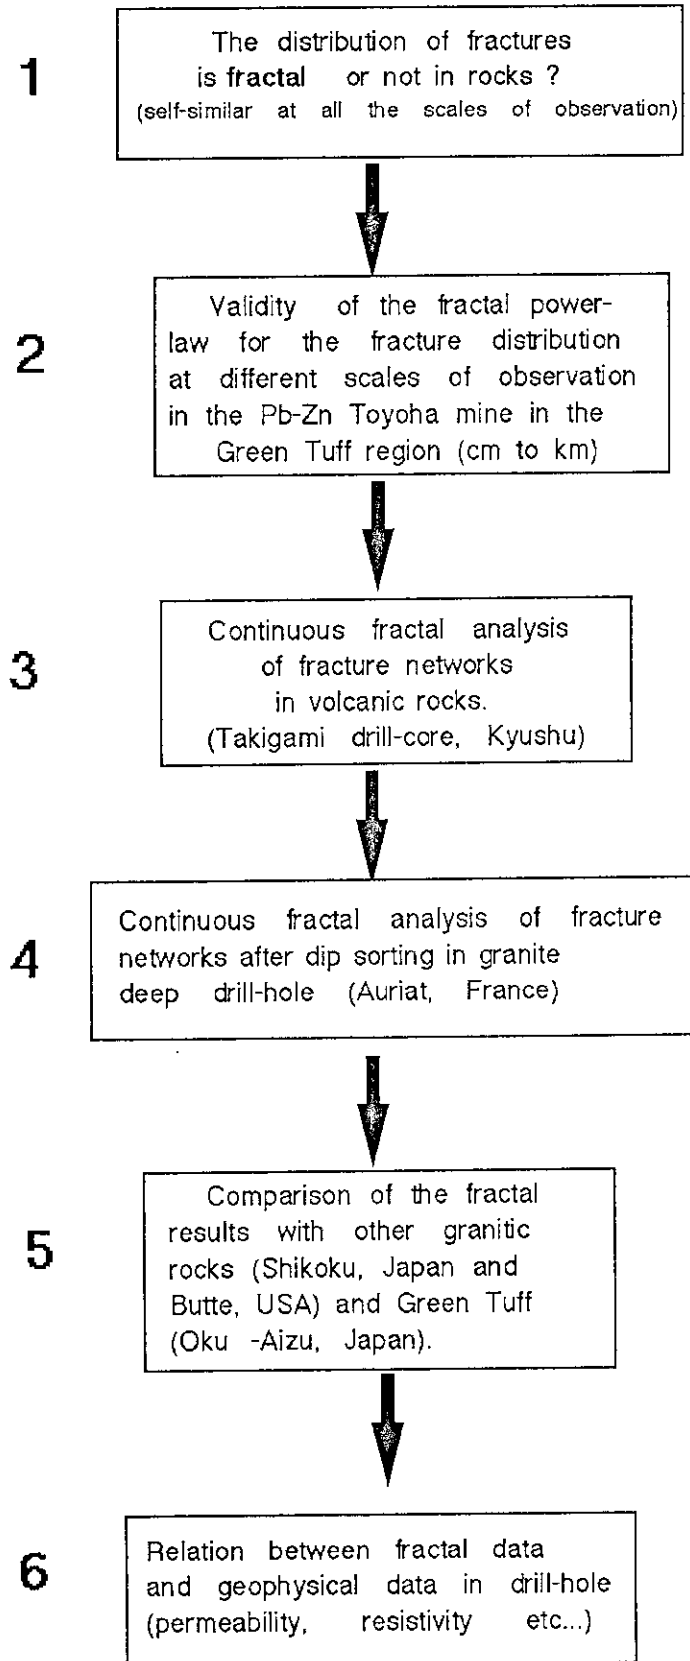 1
The distribution of fractures
is fractal or not in rocks ?
(self-similar at all the scales of observation)
2
Validity of the fractal power-
law for the fracture distribution
at different scales of observation
in the Pb-Zn Toyoha mine in the
Green Tuff region (cm to km)
3
Continuous fractal analysis
of fracture networks
in volcanic rocks.
(Takigami drill-core, Kyushu)
4
Continuous fractal analysis of fracture
networks after dip sorting in granite
deep drill-hole (Auriat, France)
5
Comparison of the fractal
results with other granitic
rocks (Shikoku, Japan and
Butte, USA) and Green Tuff
(Oku -Aizu, Japan).
6
Relation between fractal data
and geophysical data in drill-hole
(permeability, resistivity etc...)